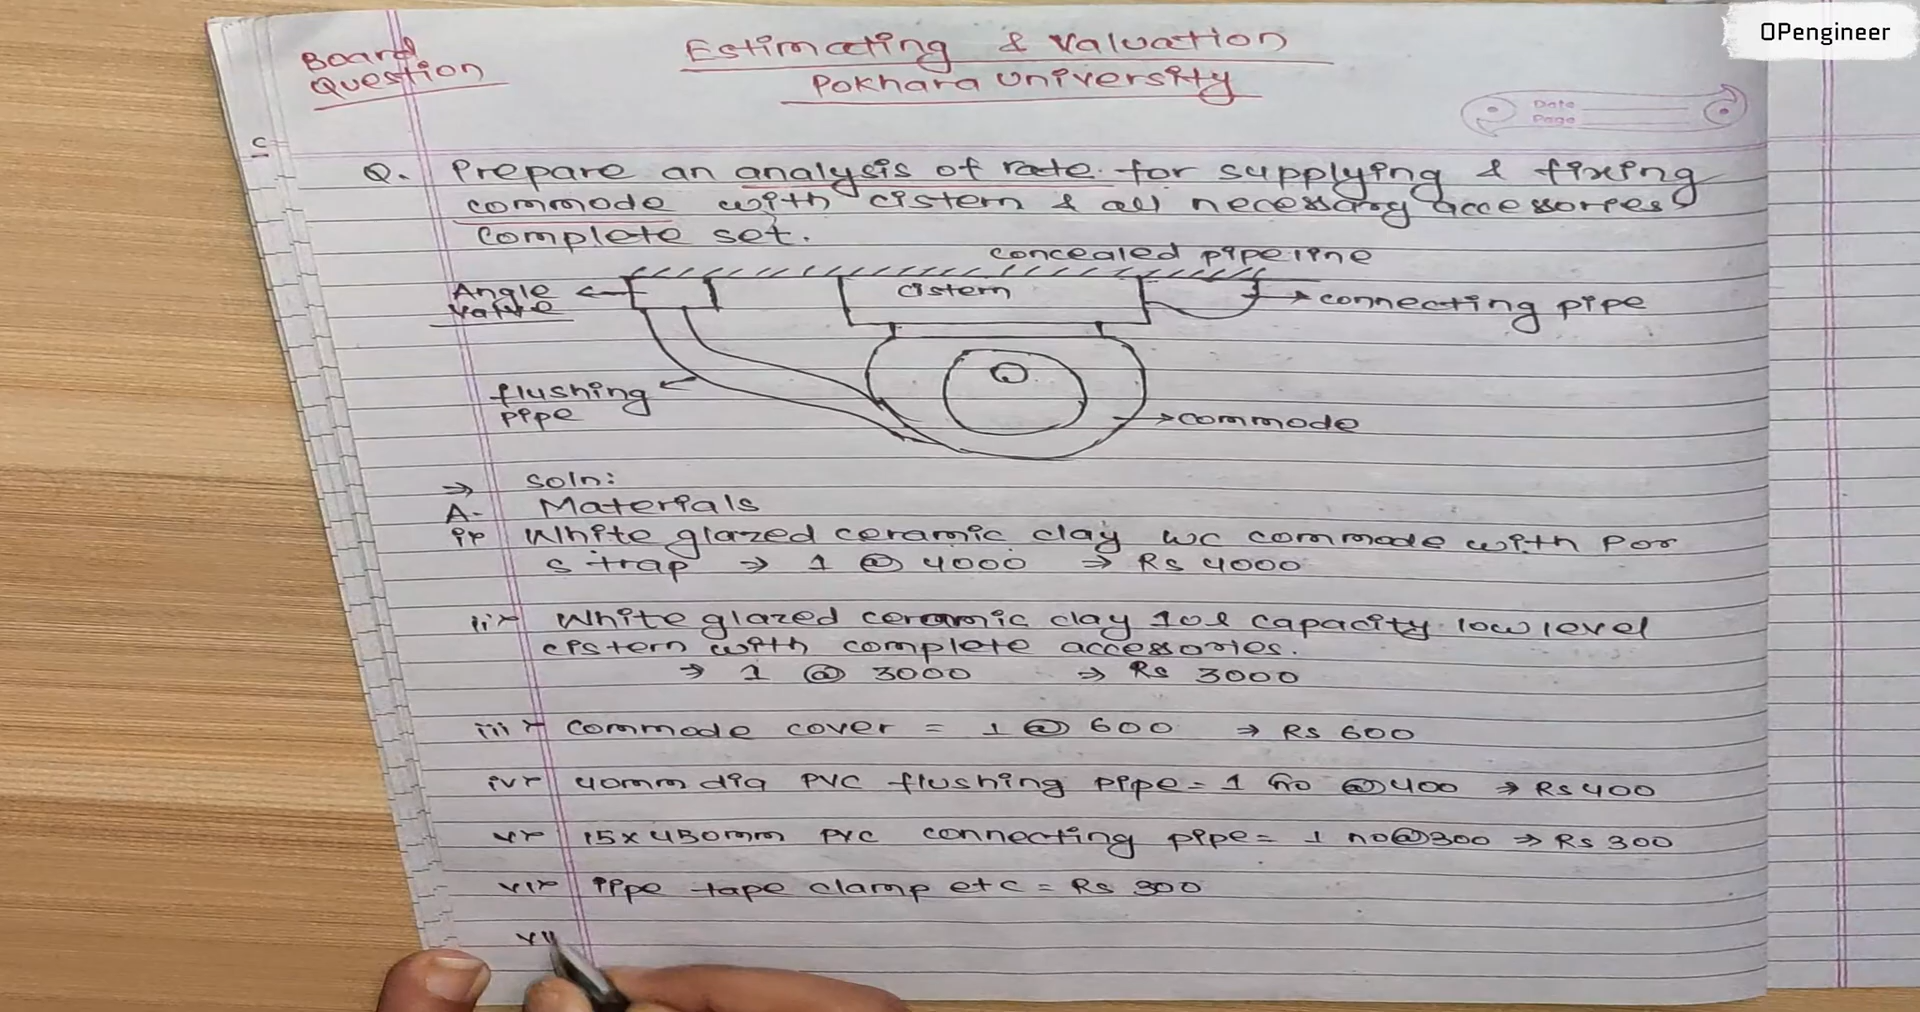 OPengineer
Board Question
Estimating & Valuation
Pokhara University
Date
Page
C
Q. Prepare an analysis of rate for supplying & fixing
commode with cistern & all necessary accessories
complete set.
concealed pipeline
Angle valve
cistern
connecting pipe
flushing pipe
commode
⇒ Soln:
A. Materials
i> White glazed ceramic clay wc commode with P or
S trap ⇒ 1 @ 4000 ⇒ Rs 4000
ii> White glazed ceramic clay 10l capacity low level
cistern with complete accessories.
⇒ 1 @ 3000 ⇒ Rs 3000
iii> commode cover = 1 @ 600 ⇒ Rs 600
iv> 40mm dia PVC flushing pipe = 1 no @ 400 ⇒ Rs 400
v> 15x450mm PVC connecting pipe = 1 no @ 300 ⇒ Rs 300
vi> Pipe tape clamp etc = Rs 300
vii